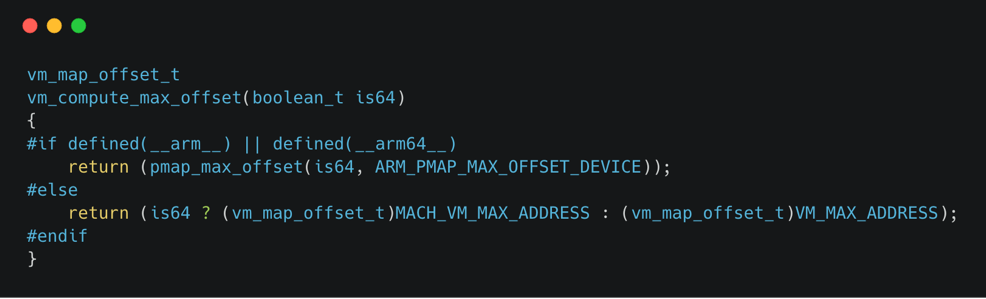 vm_map_offset_t
vm_compute_max_offset(boolean_t is64)
{
#if defined(__arm__) || defined(__arm64__)
    return (pmap_max_offset(is64, ARM_PMAP_MAX_OFFSET_DEVICE));
#else
    return (is64 ? (vm_map_offset_t)MACH_VM_MAX_ADDRESS : (vm_map_offset_t)VM_MAX_ADDRESS);
#endif
}